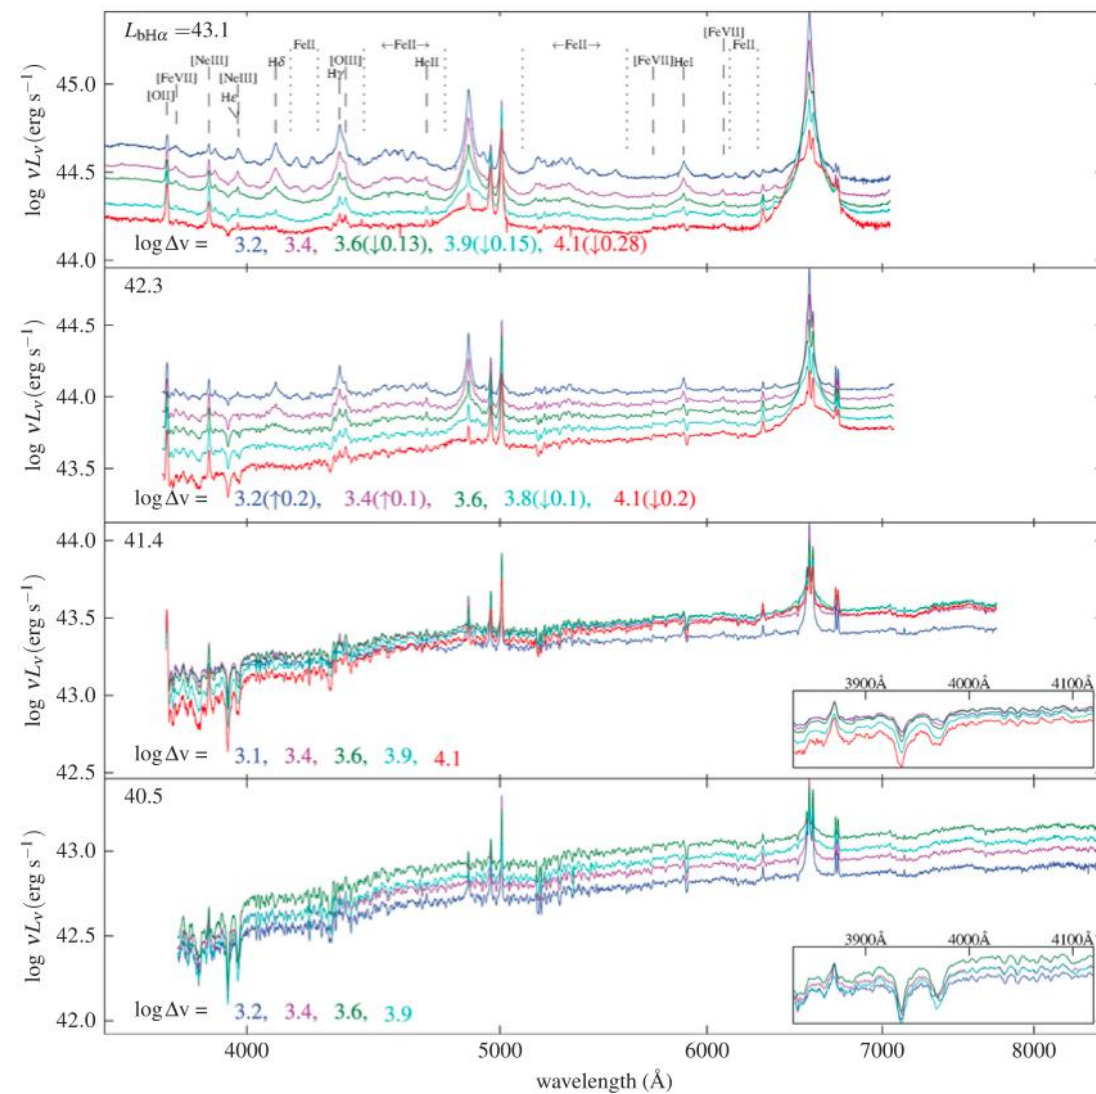 L_bHα =43.1
[FeVII]
FeII ←FeII→ ←FeII→ FeII
[NeIII] Hδ [OIII] [FeVII] HeI
[FeVII] [NeIII] Hγ HeII
[OII] Hε
45.0
44.5
44.0
log νL_ν(erg s⁻¹)
log Δv = 3.2, 3.4, 3.6(↓0.13), 3.9(↓0.15), 4.1(↓0.28)
42.3
44.5
44.0
43.5
log νL_ν(erg s⁻¹)
log Δv = 3.2(↑0.2), 3.4(↑0.1), 3.6, 3.8(↓0.1), 4.1(↓0.2)
41.4
44.0
43.5
43.0
42.5
log νL_ν(erg s⁻¹)
3900Å 4000Å 4100Å
log Δv = 3.1, 3.4, 3.6, 3.9, 4.1
40.5
43.0
42.5
42.0
log νL_ν(erg s⁻¹)
3900Å 4000Å 4100Å
log Δv = 3.2, 3.4, 3.6, 3.9
4000 5000 6000 7000 8000
wavelength (Å)